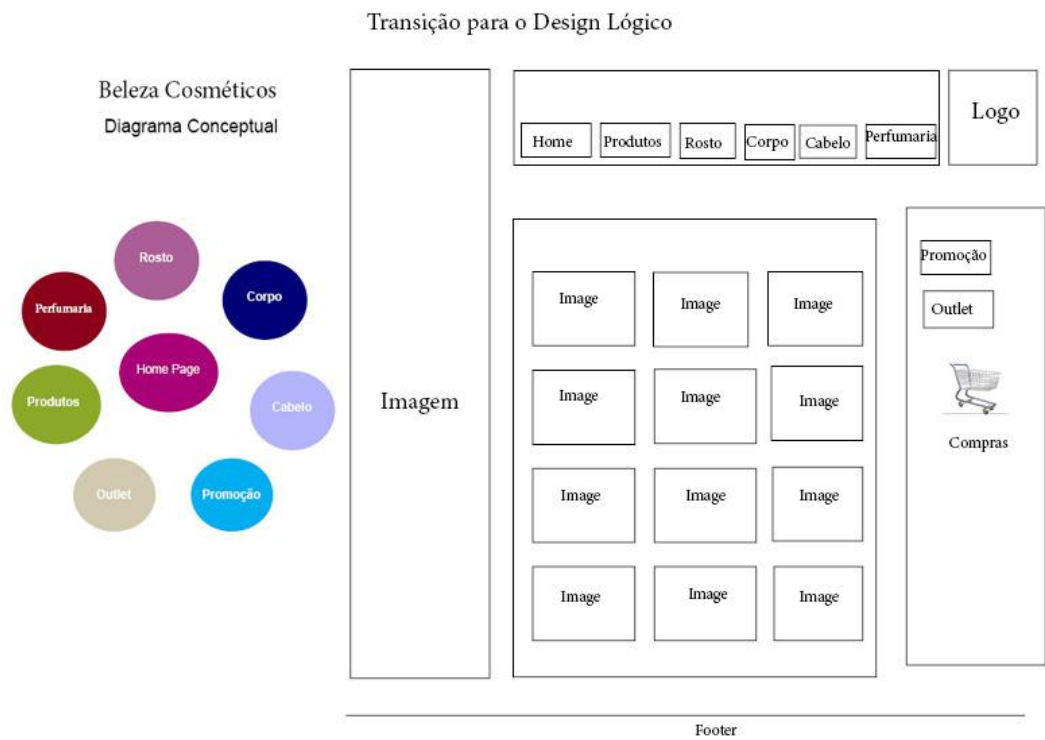 Transição para o Design Lógico
Beleza Cosméticos
Diagrama Conceptual
Rosto
Corpo
Perfumaria
Home Page
Produtos
Cabelo
Outlet
Promoção
Imagem
Home
Produtos
Rosto
Corpo
Cabelo
Perfumaria
Logo
Image
Image
Image
Image
Image
Image
Image
Image
Image
Image
Image
Image
Promoção
Outlet
Compras
Footer